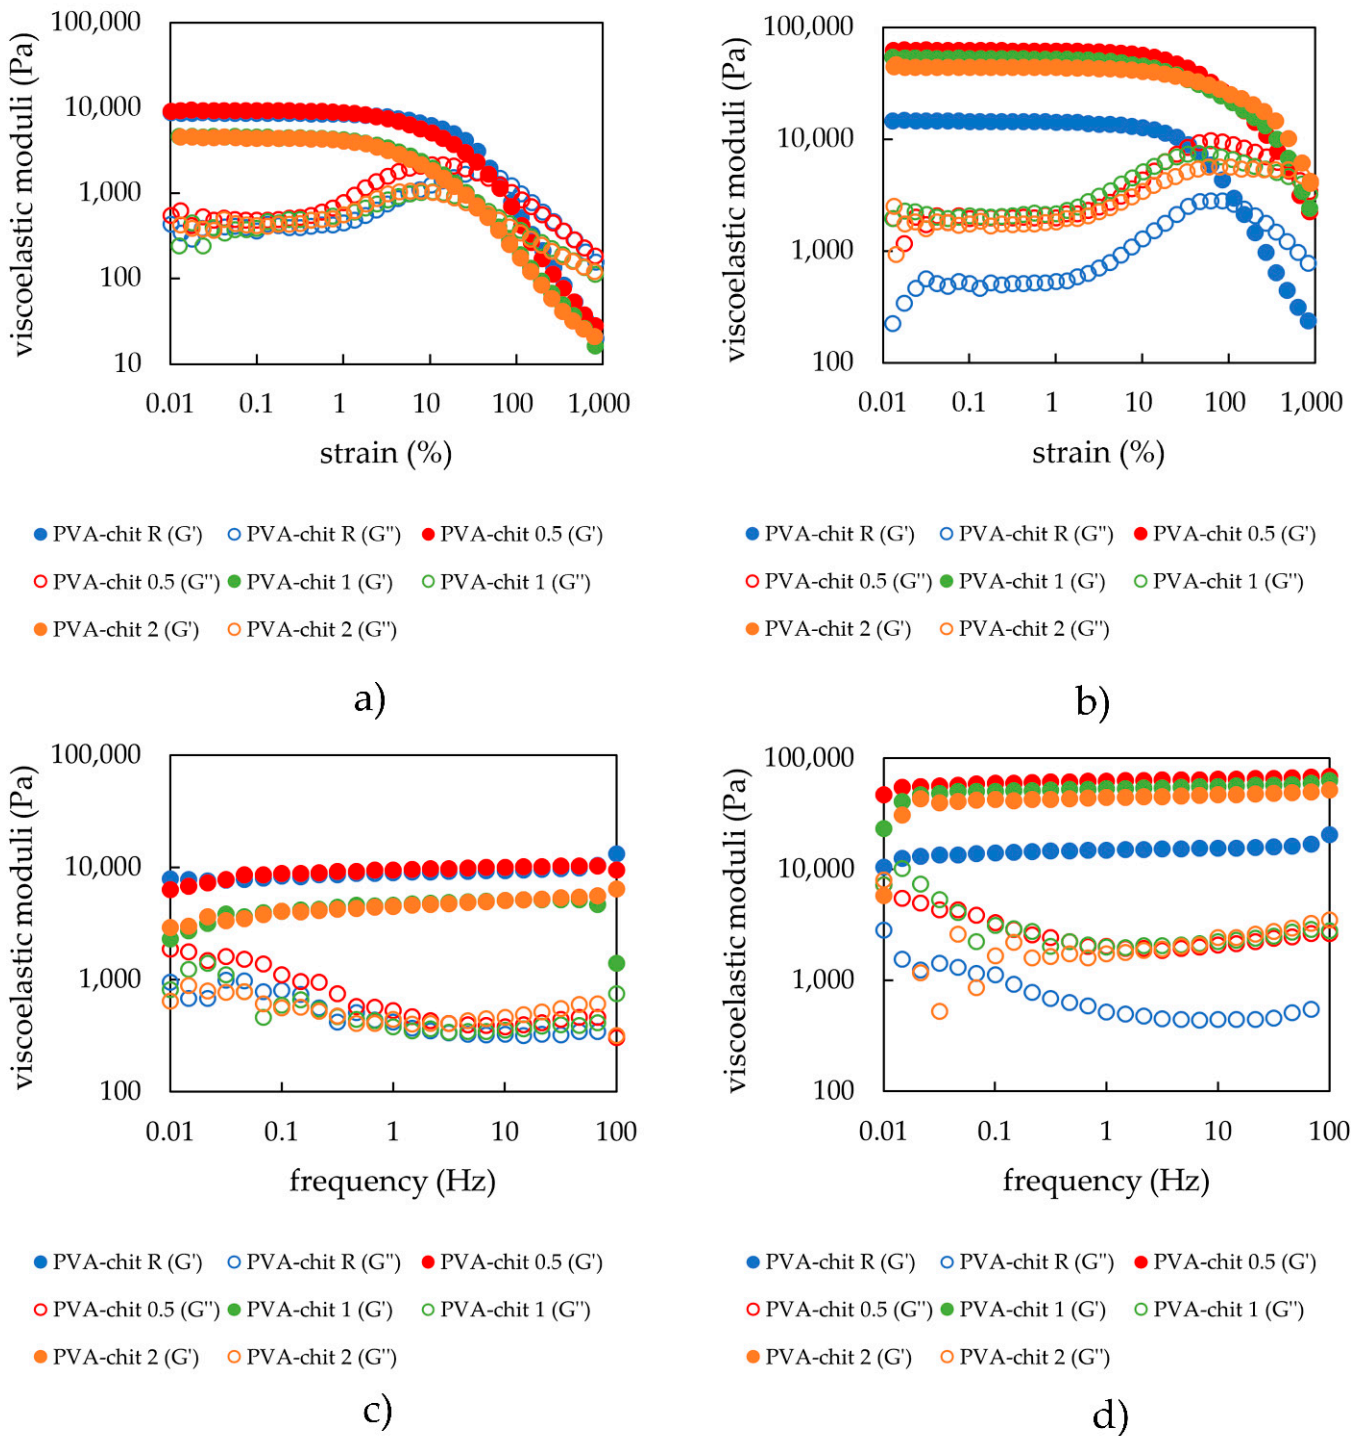 viscoelastic moduli (Pa)
100,000
10,000
1,000
100
10
0.01 0.1 1 10 100 1,000
strain (%)
PVA-chit R (G') PVA-chit R (G'') PVA-chit 0.5 (G')
PVA-chit 0.5 (G'') PVA-chit 1 (G') PVA-chit 1 (G'')
PVA-chit 2 (G') PVA-chit 2 (G'')
a)
viscoelastic moduli (Pa)
100,000
10,000
1,000
100
0.01 0.1 1 10 100 1,000
strain (%)
PVA-chit R (G') PVA-chit R (G'') PVA-chit 0.5 (G')
PVA-chit 0.5 (G'') PVA-chit 1 (G') PVA-chit 1 (G'')
PVA-chit 2 (G') PVA-chit 2 (G'')
b)
viscoelastic moduli (Pa)
100,000
10,000
1,000
100
0.01 0.1 1 10 100
frequency (Hz)
PVA-chit R (G') PVA-chit R (G'') PVA-chit 0.5 (G')
PVA-chit 0.5 (G'') PVA-chit 1 (G') PVA-chit 1 (G'')
PVA-chit 2 (G') PVA-chit 2 (G'')
c)
viscoelastic moduli (Pa)
100,000
10,000
1,000
100
0.01 0.1 1 10 100
frequency (Hz)
PVA-chit R (G') PVA-chit R (G'') PVA-chit 0.5 (G')
PVA-chit 0.5 (G'') PVA-chit 1 (G') PVA-chit 1 (G'')
PVA-chit 2 (G') PVA-chit 2 (G'')
d)